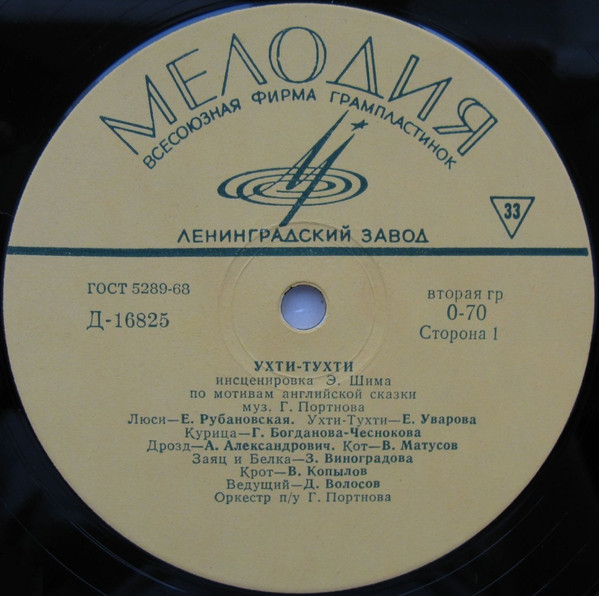 МЕЛОДИЯ
ВСЕСОЮЗНАЯ ФИРМА ГРАМПЛАСТИНОК
ЛЕНИНГРАДСКИЙ ЗАВОД
33
ГОСТ 5289-68
Д-16825
вторая гр
0-70
Сторона 1
УХТИ-ТУХТИ
инсценировка Э. Шима
по мотивам английской сказки
муз. Г. Портнова
Люси—Е. Рубановская. Ухти-Тухти—Е. Уварова
Курица—Г. Богданова-Чеснокова
Дрозд—А. Александрович. Кот—В. Матусов
Заяц и Белка—З. Виноградова
Крот—В. Копылов
Ведущий—Д. Волосов
Оркестр п/у Г. Портнова